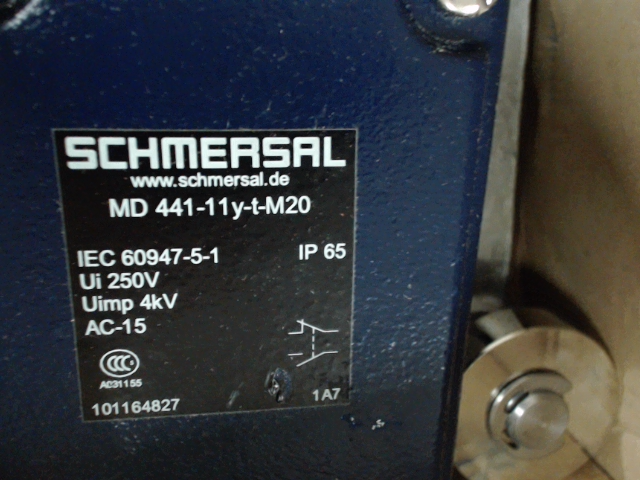 SCHMERSAL
www.schmersal.de
MD 441-11y-t-M20
IEC 60947-5-1 IP 65
Ui 250V
Uimp 4kV
AC-15
CCC
A031155
101164827 1A7